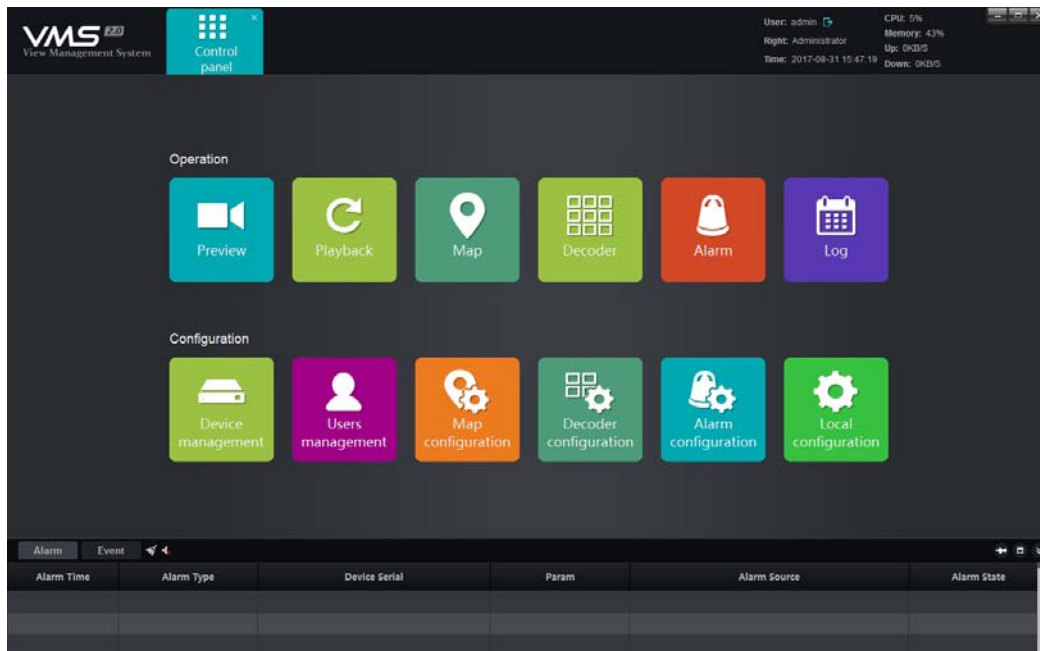 VMS 2.0
View Management System
Control
panel
User: admin
Right: Administrator
Time: 2017-08-31 15:47:19
CPU: 5%
Memory: 43%
Up: 0KB/S
Down: 0KB/S
Operation
Preview
Playback
Map
Decoder
Alarm
Log
Configuration
Device
management
Users
management
Map
configuration
Decoder
configuration
Alarm
configuration
Local
configuration
Alarm Event
Alarm Time Alarm Type Device Serial Param Alarm Source Alarm State